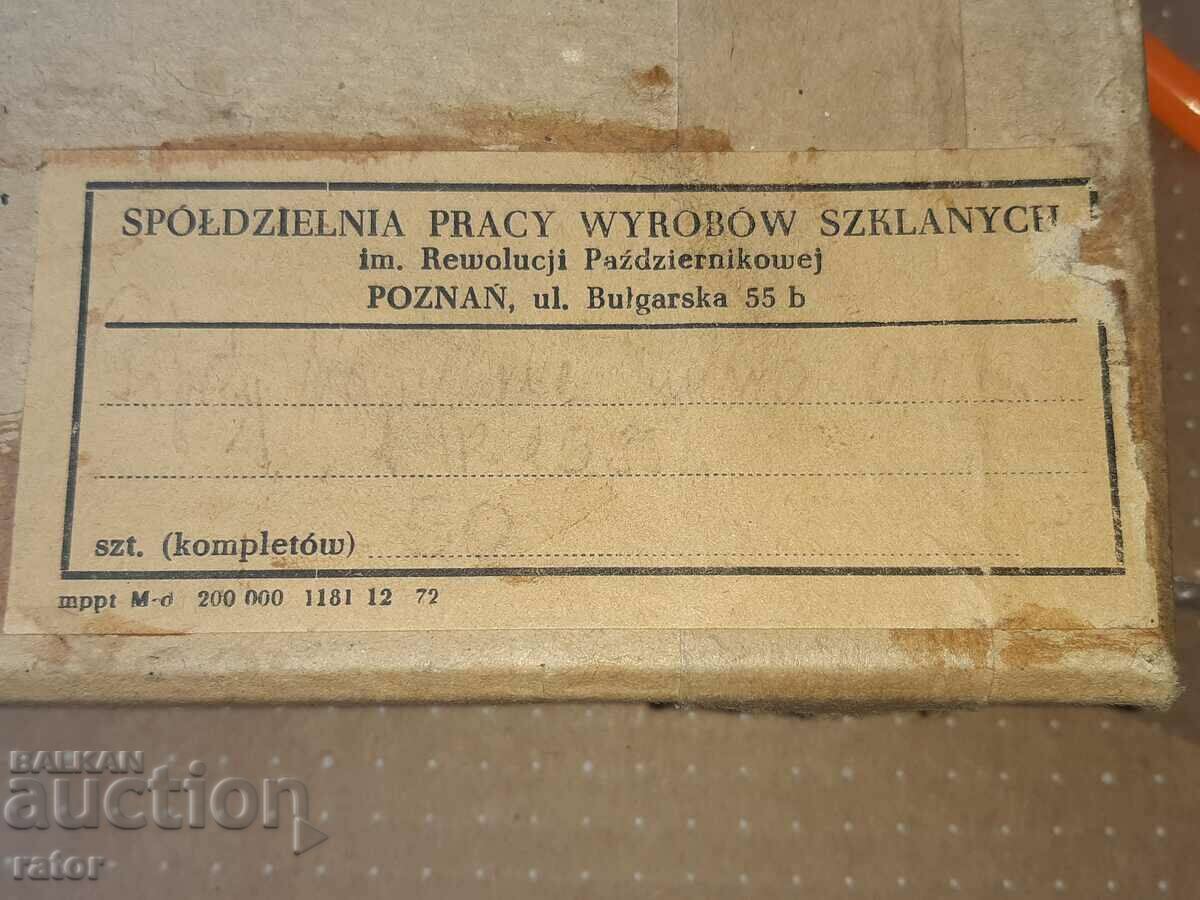 SPÓŁDZIELNIA PRACY WYROBÓW SZKLANYCH
im. Rewolucji Październikowej
POZNAŃ, ul. Bułgarska 55 b
szt. (kompletów)
mppt M-d 200 000 1181 12 72
BALKAN
auction
rator